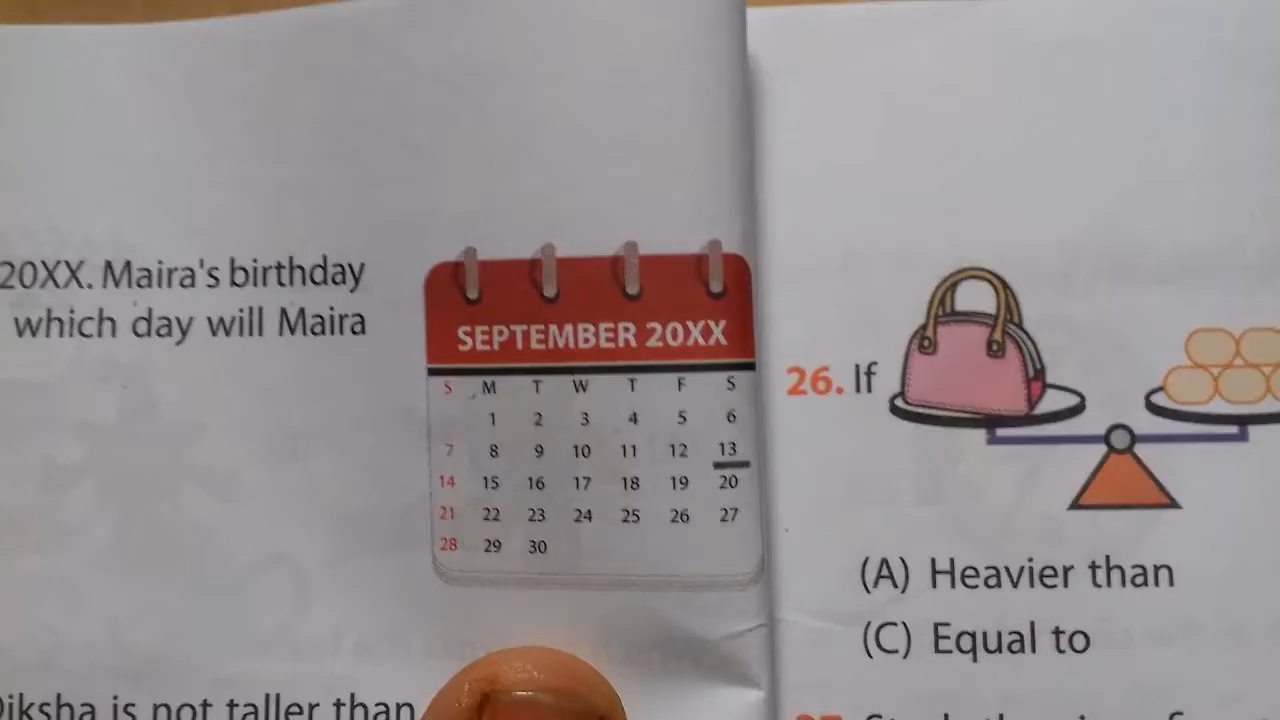 20XX. Maira's birthday
which day will Maira
SEPTEMBER 20XX
S M T W T F S
1 2 3 4 5 6
7 8 9 10 11 12 13
14 15 16 17 18 19 20
21 22 23 24 25 26 27
28 29 30
Diksha is not taller than
26. If
(A) Heavier than
(C) Equal to